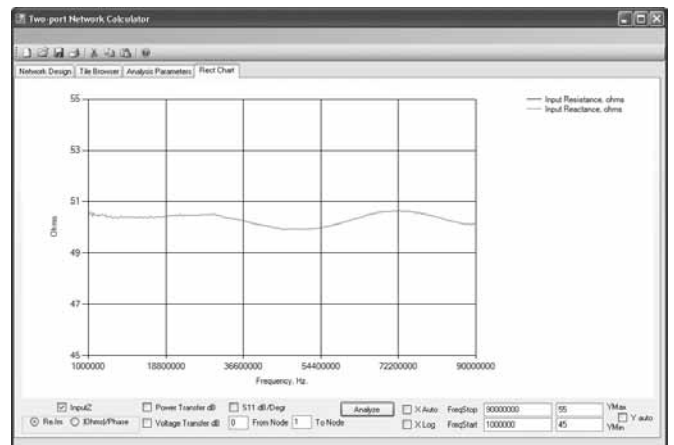 Two-port Network Calculator
Network Design Tile Browser Analysis Parameters Rect Chart
55
53
51
49
47
45
Ohms
1000000 18800000 36600000 54400000 72200000 90000000
Frequency, Hz.
Input Resistance, ohms
Input Reactance, ohms
InputZ Power Transfer dB S11 dB/Degr Analyze X Auto FreqStop 90000000 55 YMax
Re-Im |Ohms|/Phase Voltage Transfer dB 0 From Node 1 To Node X Log FreqStart 1000000 45 YMin Y auto